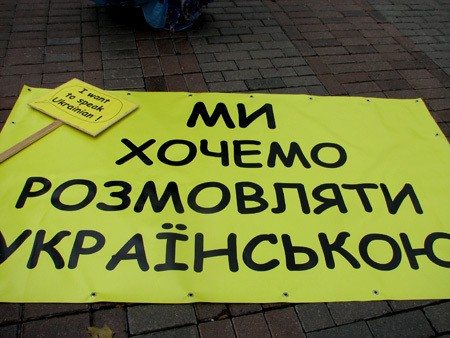 I want
to speak
Ukrainian !
МИ
ХОЧЕМО
РОЗМОВЛЯТИ
УКРАЇНСЬКОЮ